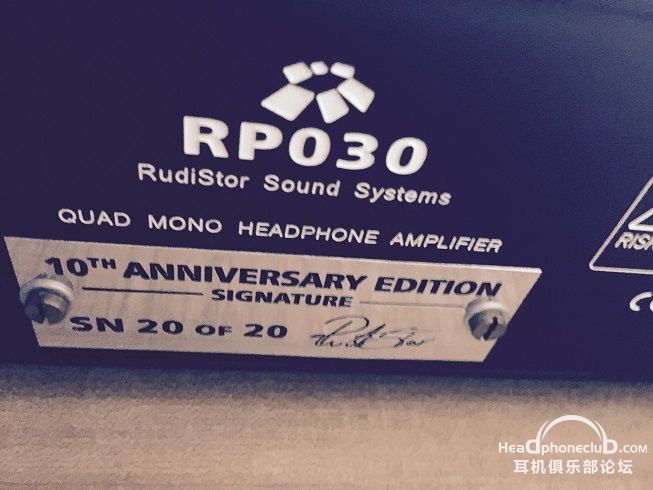 RP030
RudiStor Sound Systems
QUAD MONO HEADPHONE AMPLIFIER
10TH ANNIVERSARY EDITION
SIGNATURE
SN 20 OF 20
HeadphonecluD.com
耳机俱乐部论坛